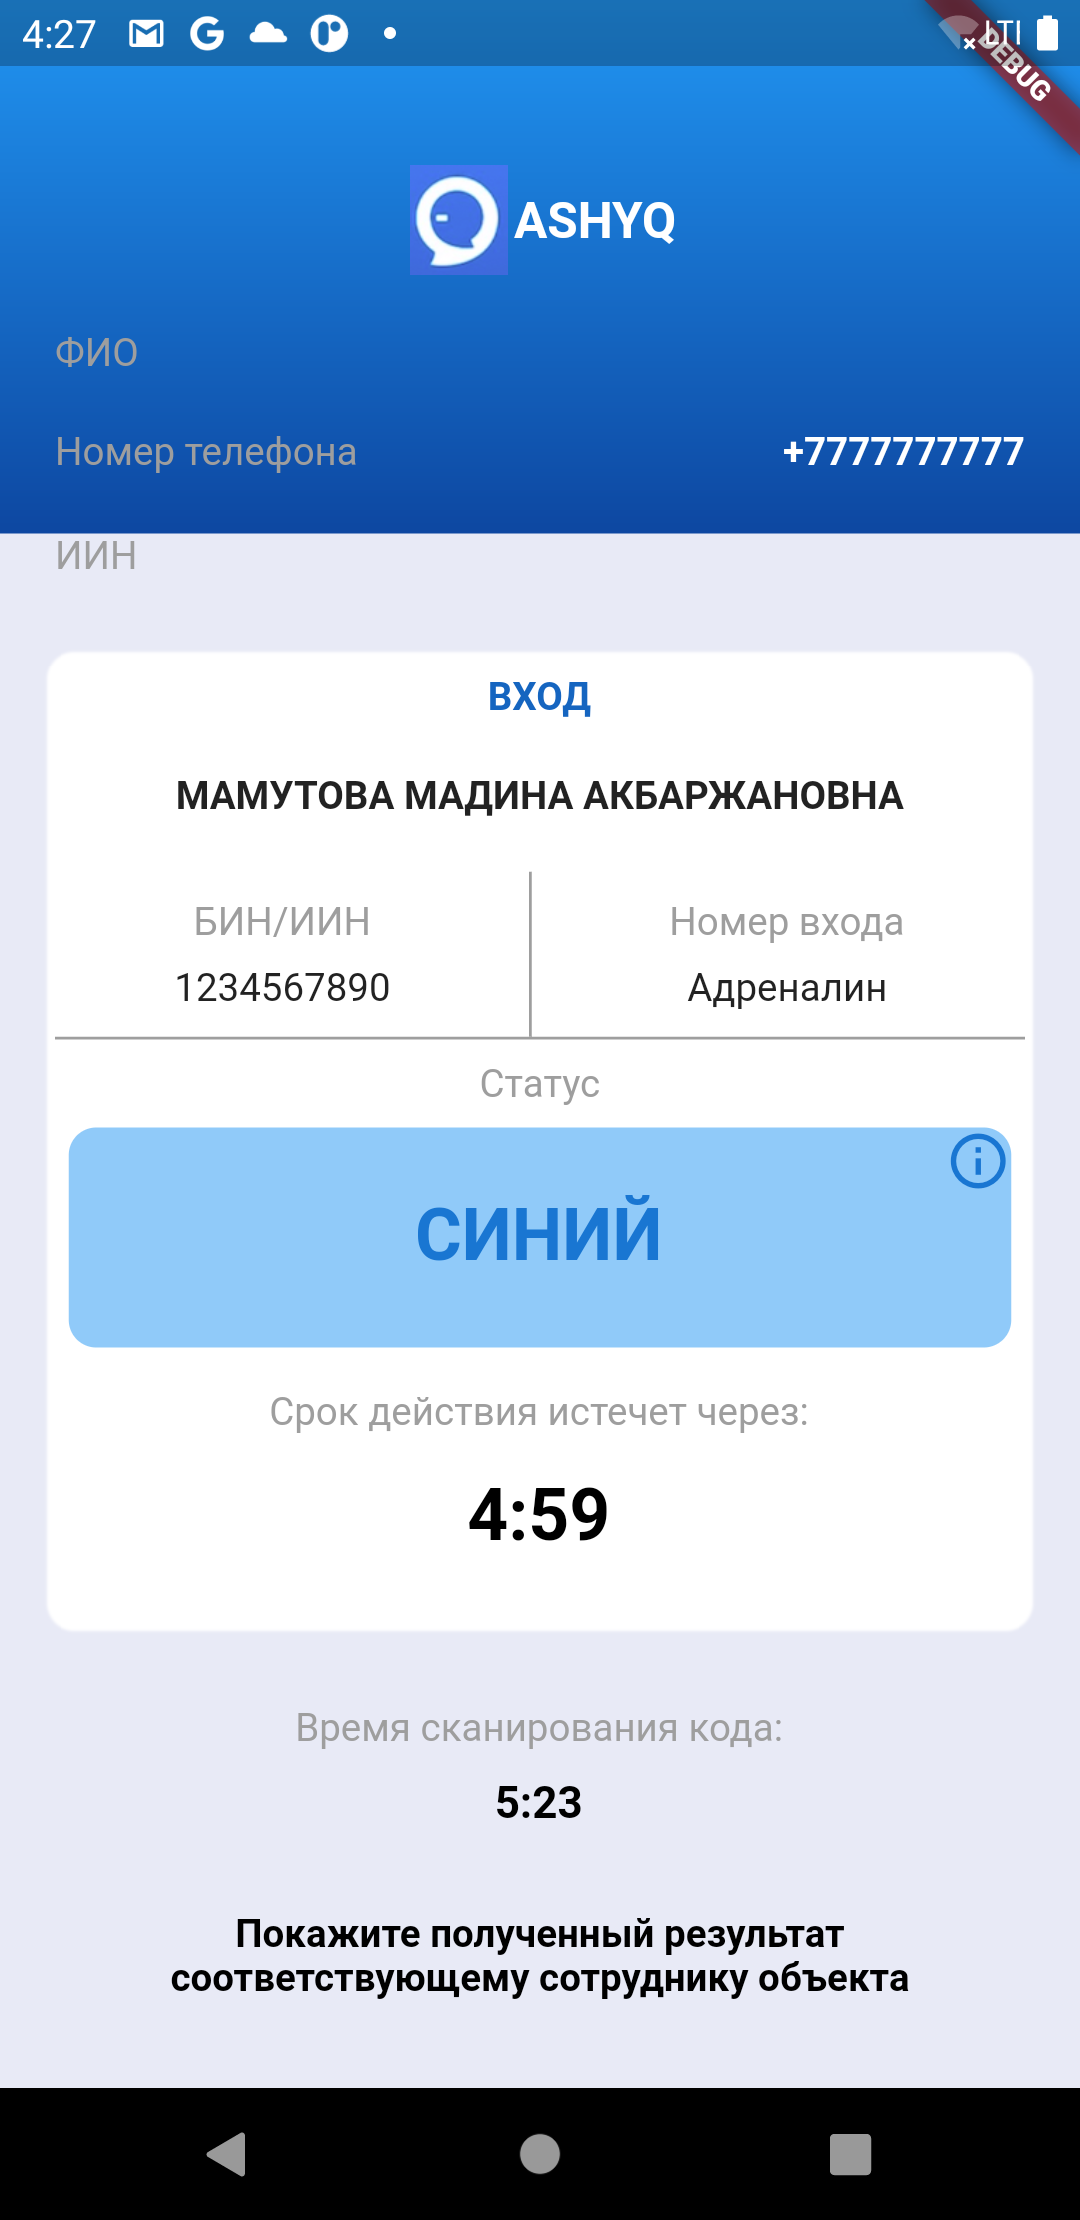 4:27
LTI
DEBUG
ASHYQ
ФИО
Номер телефона +7777777777
ИИН
ВХОД
МАМУТОВА МАДИНА АКБАРЖАНОВНА
БИН/ИИН Номер входа
1234567890 Адреналин
Статус
СИНИЙ
Срок действия истечет через:
4:59
Время сканирования кода:
5:23
Покажите полученный результат
соответствующему сотруднику объекта